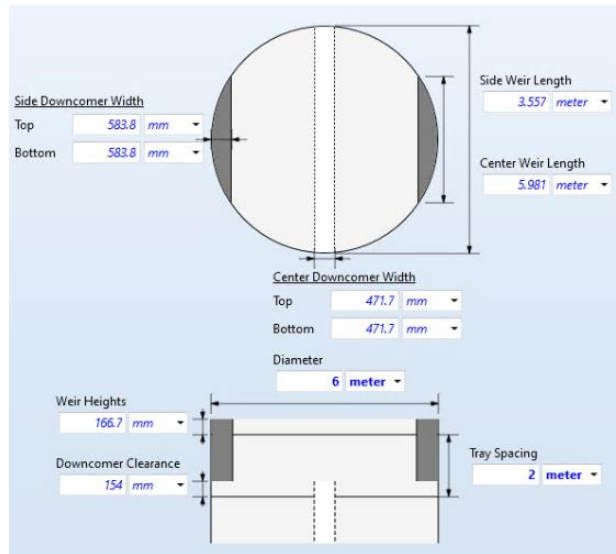 Side Downcomer Width
Top 583.8 mm
Bottom 583.8 mm
Side Weir Length
3.557 meter
Center Weir Length
5.981 meter
Center Downcomer Width
Top 471.7 mm
Bottom 471.7 mm
Diameter
6 meter
Weir Heights
166.7 mm
Downcomer Clearance
154 mm
Tray Spacing
2 meter